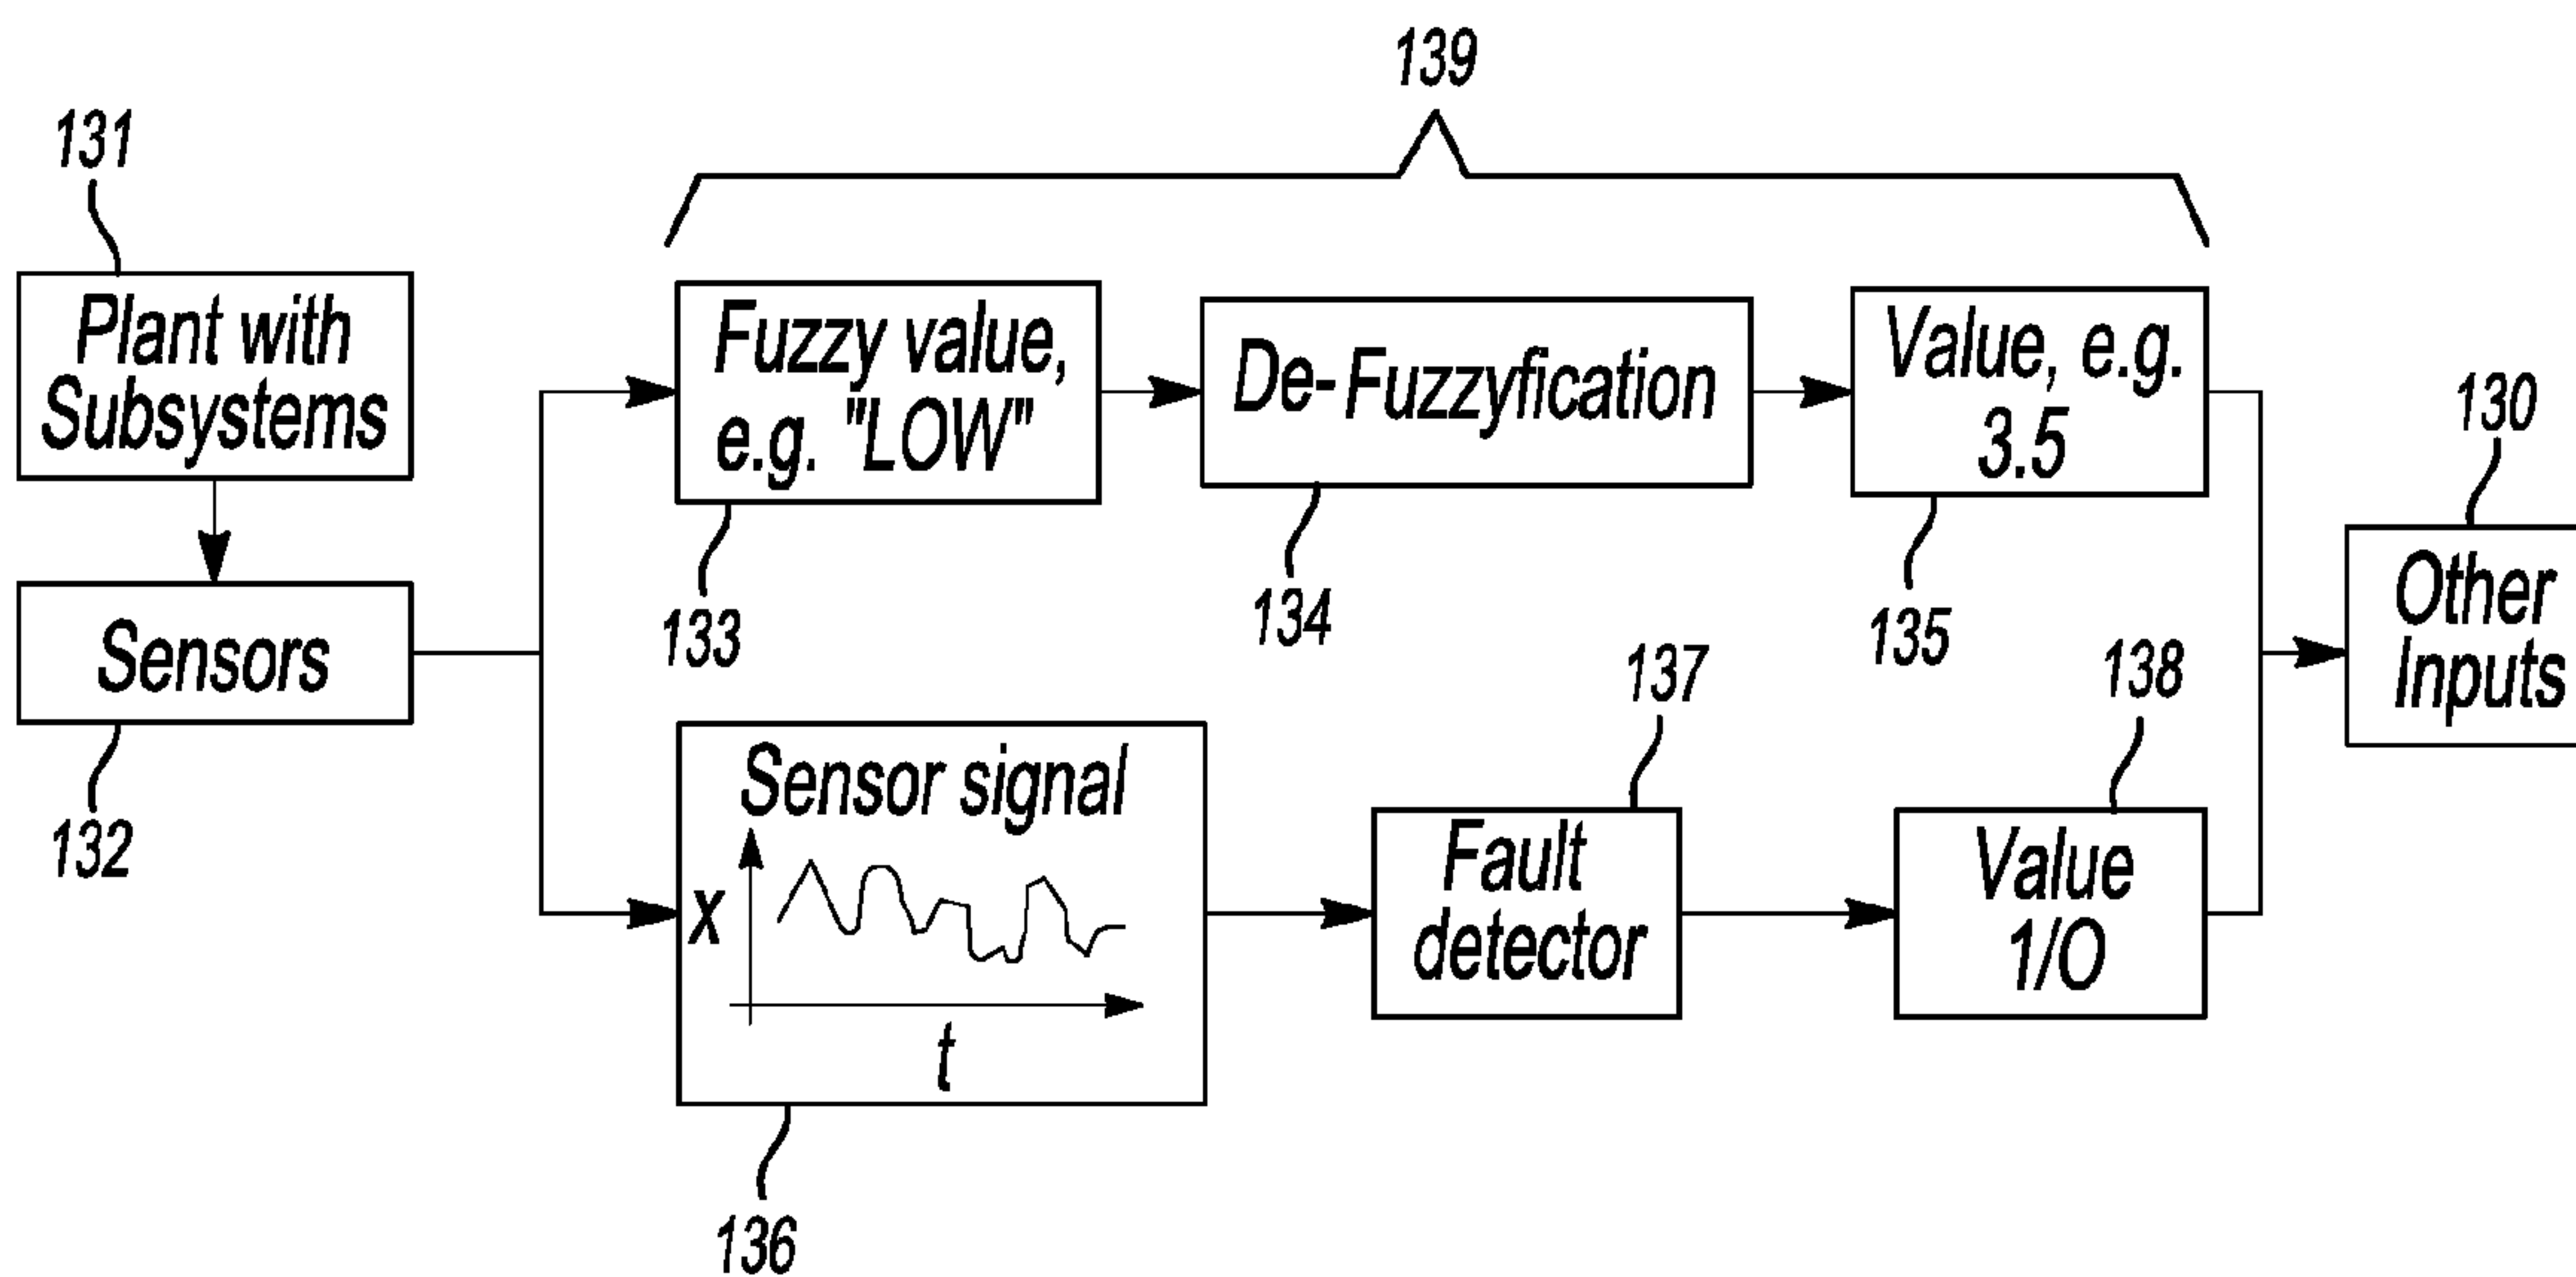 139
131
Plant with
Subsystems
Fuzzy value,
e.g. "LOW"
De-Fuzzyfication
Value, e.g.
3.5
130
Other
Inputs
133
134
135
Sensors
132
137
138
Sensor signal
x
t
Fault
detector
Value
1/O
136